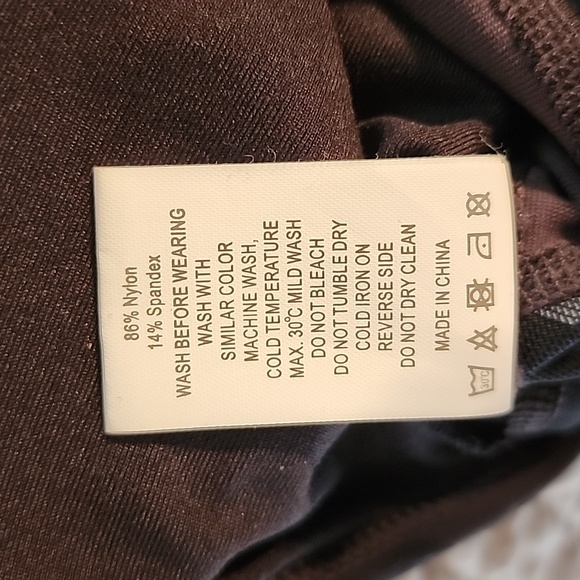 86% Nylon
14% Spandex
WASH BEFORE WEARING
WASH WITH
SIMILAR COLOR
MACHINE WASH,
COLD TEMPERATURE
MAX. 30°C MILD WASH
DO NOT BLEACH
DO NOT TUMBLE DRY
COLD IRON ON
REVERSE SIDE
DO NOT DRY CLEAN
MADE IN CHINA
30°C